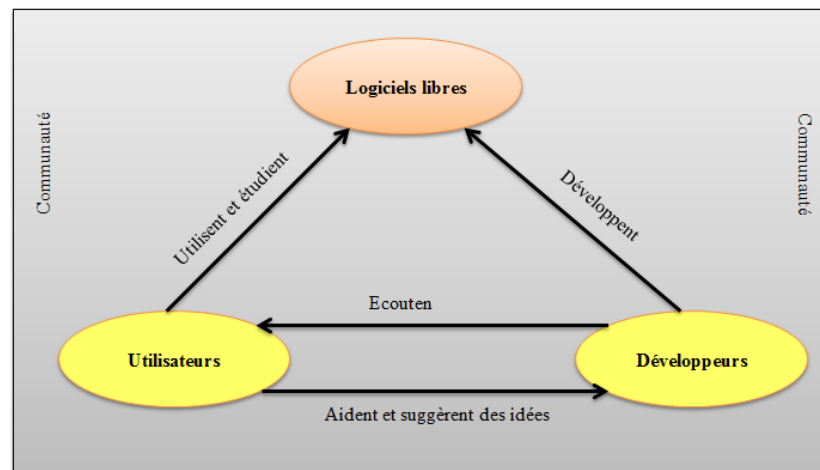 Logiciels libres
Communauté
Communauté
Utilisent et étudient
Développent
Ecouten
Utilisateurs
Développeurs
Aident et suggèrent des idées